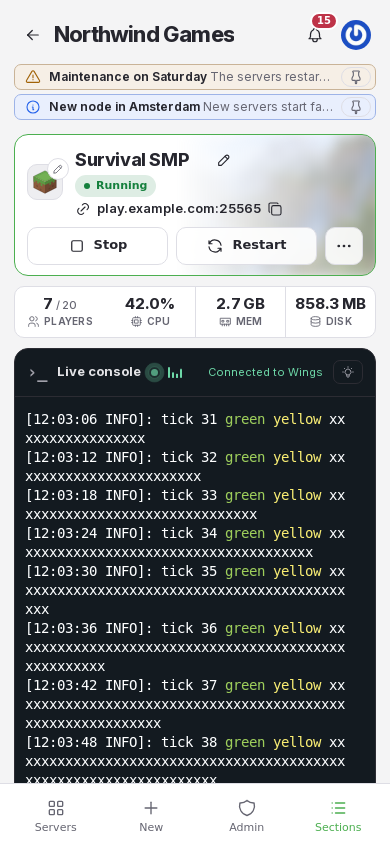 Northwind Games
15
Maintenance on Saturday The servers restar...
New node in Amsterdam New servers start fa...
Survival SMP
Running
play.example.com:25565
Stop
Restart
7 / 20
PLAYERS
42.0%
CPU
2.7 GB
MEM
858.3 MB
DISK
Live console
Connected to Wings
[12:03:06 INFO]: tick 31 green yellow xx
xxxxxxxxxxxxxxx
[12:03:12 INFO]: tick 32 green yellow xx
xxxxxxxxxxxxxxxxxxxxxx
[12:03:18 INFO]: tick 33 green yellow xx
xxxxxxxxxxxxxxxxxxxxxxxxxxxxx
[12:03:24 INFO]: tick 34 green yellow xx
xxxxxxxxxxxxxxxxxxxxxxxxxxxxxxxxxxxx
[12:03:30 INFO]: tick 35 green yellow xx
xxxxxxxxxxxxxxxxxxxxxxxxxxxxxxxxxxxxxxxx
xxx
[12:03:36 INFO]: tick 36 green yellow xx
xxxxxxxxxxxxxxxxxxxxxxxxxxxxxxxxxxxxxxxx
xxxxxxxxxx
[12:03:42 INFO]: tick 37 green yellow xx
xxxxxxxxxxxxxxxxxxxxxxxxxxxxxxxxxxxxxxxx
xxxxxxxxxxxxxxxxx
[12:03:48 INFO]: tick 38 green yellow xx
xxxxxxxxxxxxxxxxxxxxxxxxxxxxxxxxxxxxxxxx
xxxxxxxxxxxxxxxxxxxxxxxx
Servers
New
Admin
Sections